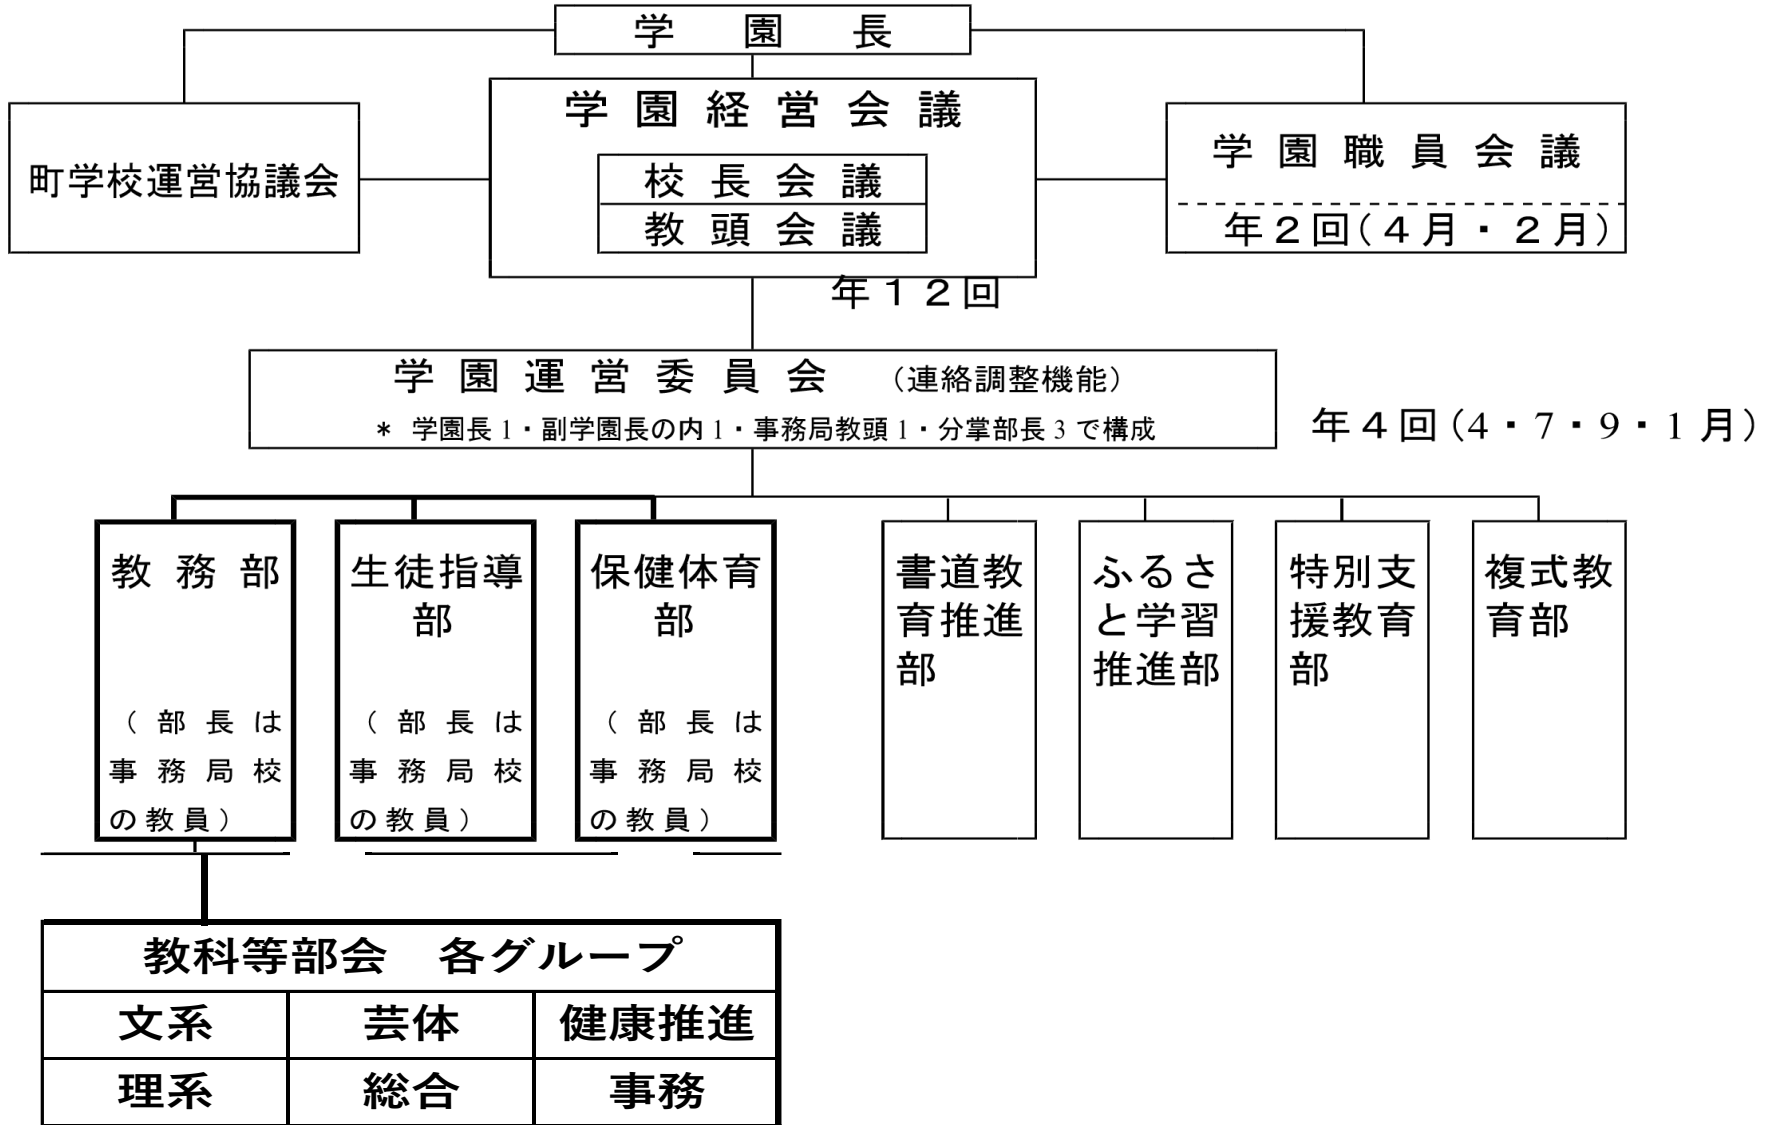 学園長
学園経営会議
町学校運営協議会
校長会議
教頭会議
学園職員会議
年２回(４月・２月)
年１２回
学園運営委員会 (連絡調整機能)
* 学園長1・副学園長の内1・事務局教頭1・分掌部長3で構成
年４回(4・7・9・1月)
教務部
(部長は
事務局校
の教員)
生徒指導
部
(部長は
事務局校
の教員)
保健体育
部
(部長は
事務局校
の教員)
書道教
育推進
部
ふるさ
と学習
推進部
特別支
援教育
部
複式教
育部
教科等部会　各グループ
文系 芸体 健康推進
理系 総合 事務